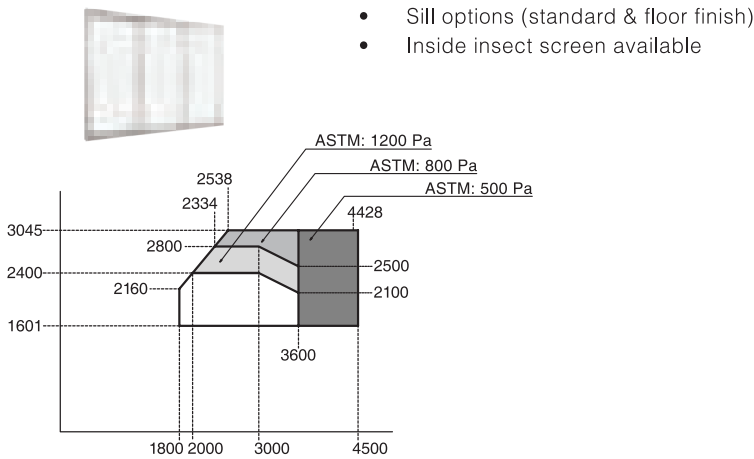 • Sill options (standard & floor finish)
• Inside insect screen available
ASTM: 1200 Pa
ASTM: 800 Pa
ASTM: 500 Pa
2538
2334
4428
3045
2800
2400
2500
2160
2100
1601
3600
1800 2000 3000 4500